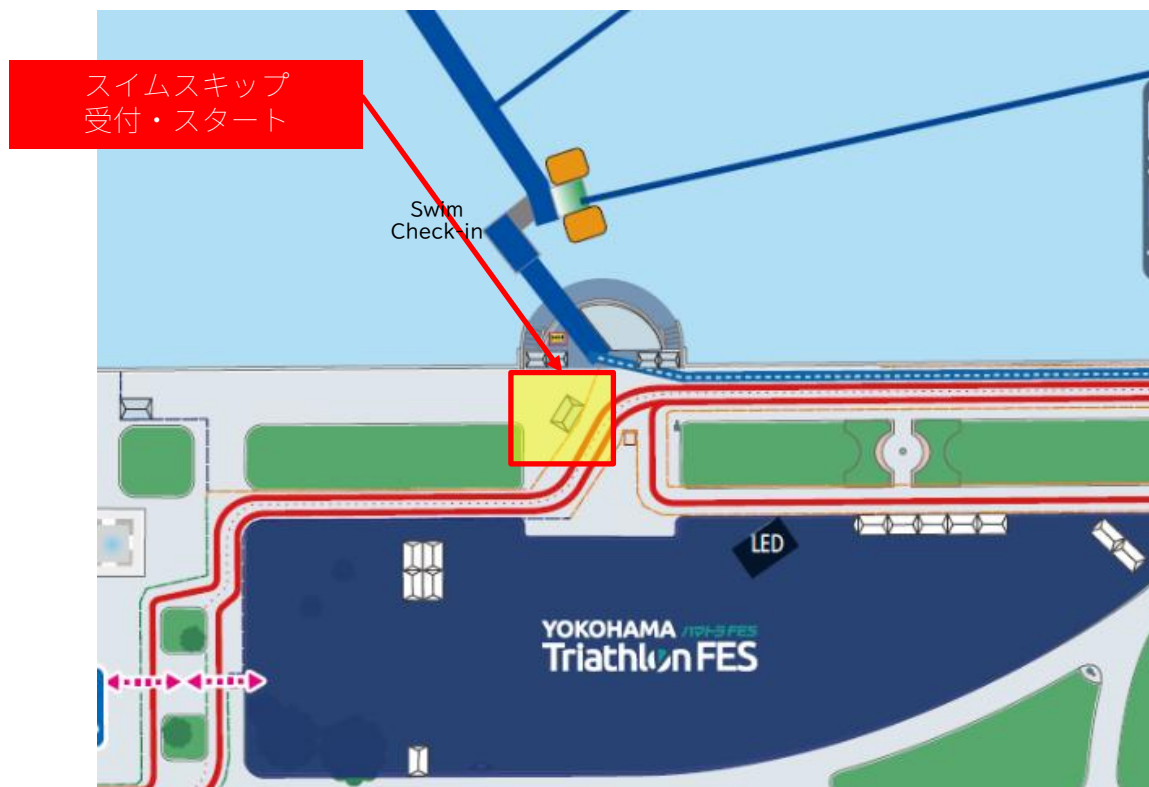 スイムスキップ
受付・スタート
Swim
Check-in
LED
YOKOHAMA ハマトラFES
Triathlon FES